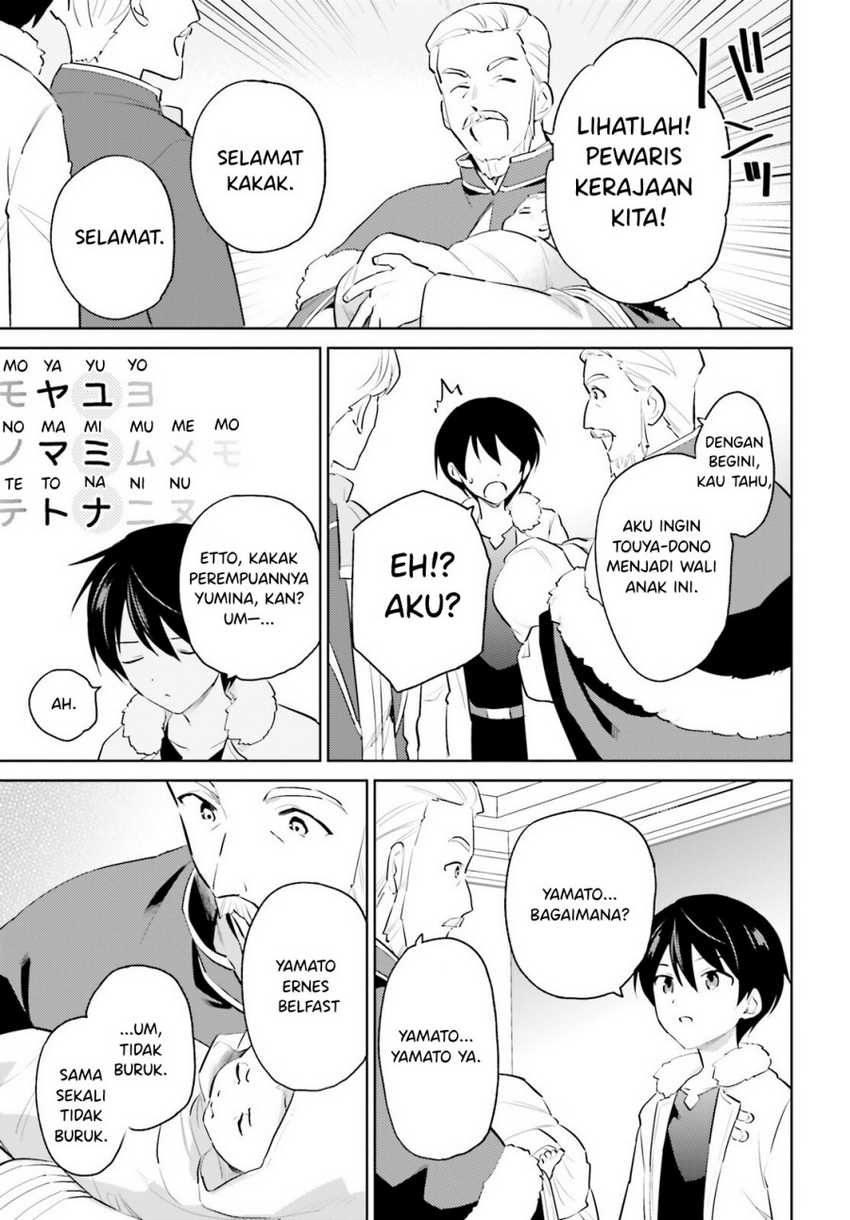 LIHATLAH!
PEWARIS
KERAJAAN
KITA!
SELAMAT
KAKAK.
SELAMAT.
DENGAN
BEGINI,
KAU TAHU,
AKU INGIN
TOUYA-DONO
MENJADI WALI
ANAK INI.
EH!?
AKU?
MO YA YU YO
モ ヤ ユ ヨ
NO MA MI MU ME MO
ノ マ ミ ム メ モ
TE TO NA NI NU
テ ト ナ ニ ヌ
ETTO, KAKAK
PEREMPUANNYA
YUMINA, KAN?
UM—...
AH.
YAMATO...
BAGAIMANA?
YAMATO...
YAMATO YA.
YAMATO
ERNES
BELFAST
...UM,
TIDAK
BURUK.
SAMA
SEKALI
TIDAK
BURUK.